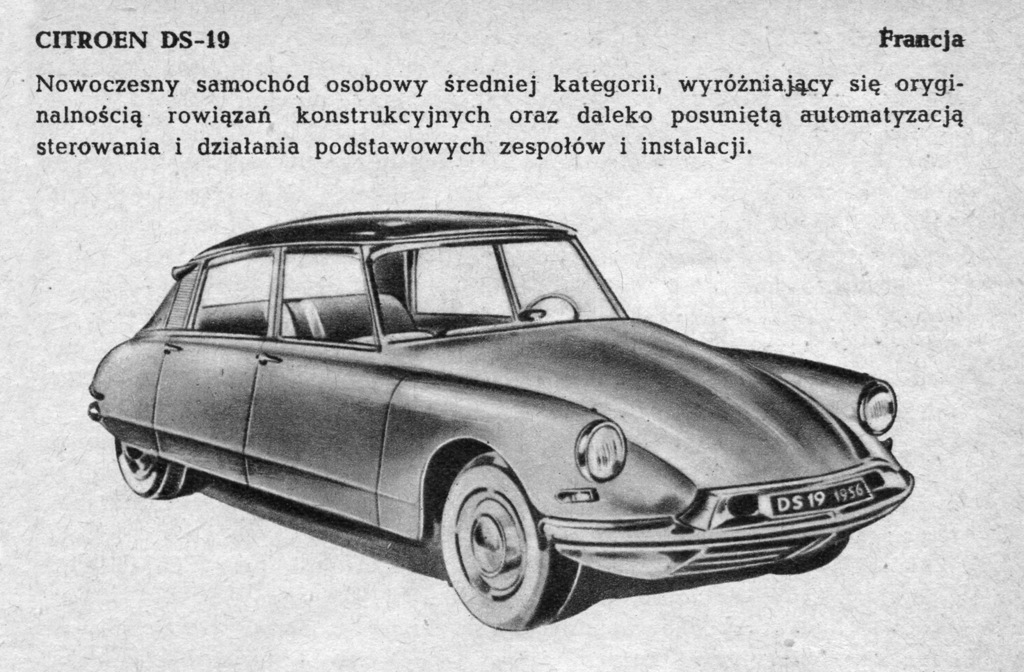 CITROEN DS-19 Francja
Nowoczesny samochód osobowy średniej kategorii, wyróżniający się orygi-
nalnością rowiązań konstrukcyjnych oraz daleko posuniętą automatyzacją
sterowania i działania podstawowych zespołów i instalacji.
DS 19 1956